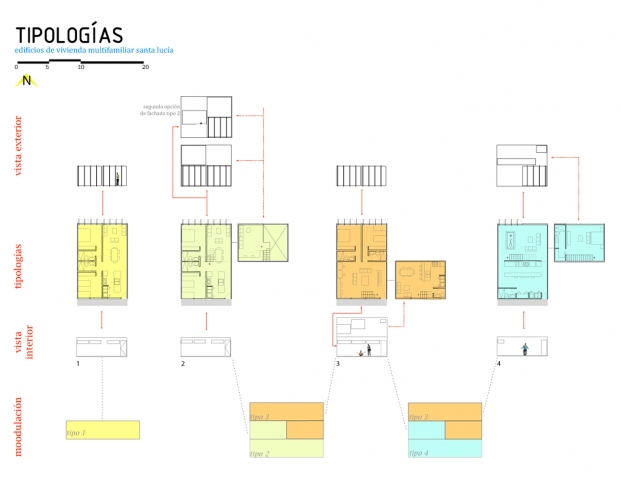 TIPOLOGÍAS
edificios de vivienda multifamiliar santa lucía
0 5 10 20
N
segunda opción
de fachada tipo 2
vista exterior
tipologías
vista
interior
1 2 3 4
moodulación
tipo 1
tipo 3
tipo 2
tipo 3
tipo 4